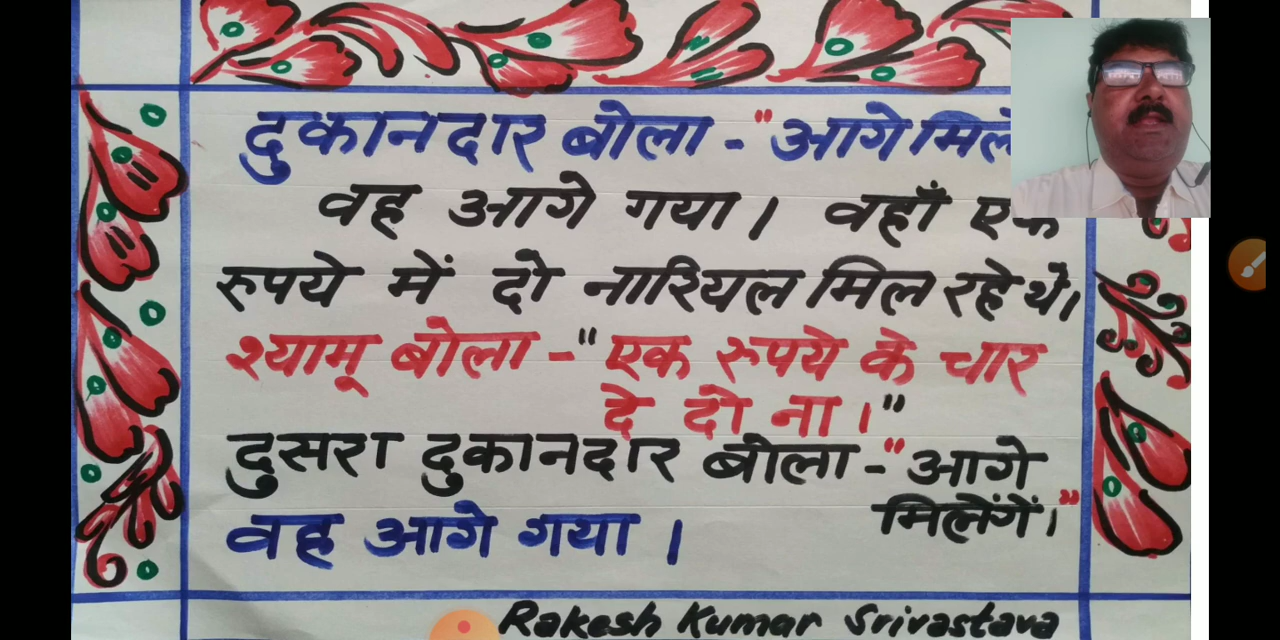 दुकानदार बोला - "आगे
वह आगे गया। वहाँ एक
रुपये में दो नारियल मिल रहे थे।
श्यामू बोला - "एक रुपये के चार
दे दो ना।"
दुसरा दुकानदार बोला - "आगे
मिलेंगें।"
वह आगे गया ।
Rakesh Kumar Srivastava